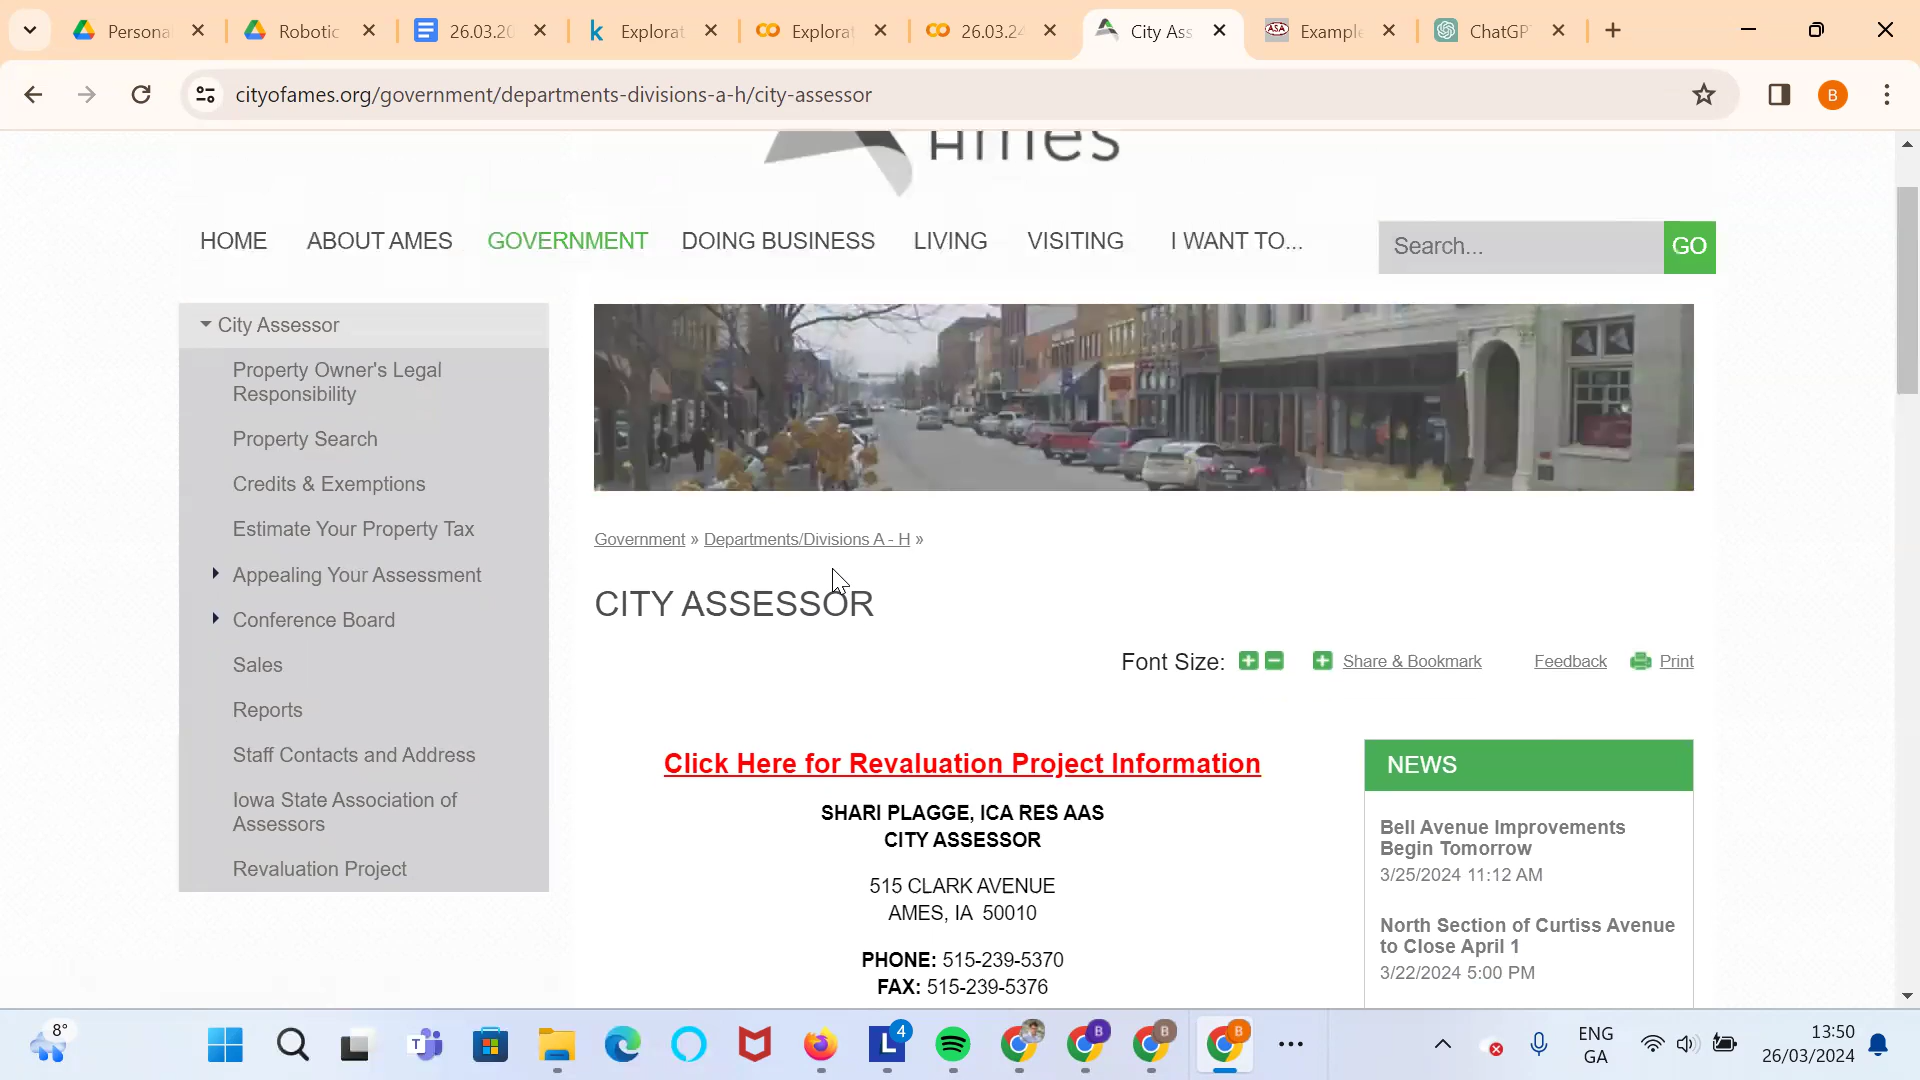 Persona
Robotic
26.03.20
Explorat
Explorat
26.03.24
City Ass
Example
ChatGPT
cityofames.org/government/departments-divisions-a-h/city-assessor
B
Ames
HOME
ABOUT AMES
GOVERNMENT
DOING BUSINESS
LIVING
VISITING
I WANT TO...
Search...
GO
City Assessor
Property Owner's Legal
Responsibility
Property Search
Credits & Exemptions
Estimate Your Property Tax
Appealing Your Assessment
Conference Board
Sales
Reports
Staff Contacts and Address
Iowa State Association of
Assessors
Revaluation Project
Government » Departments/Divisions A - H »
CITY ASSESSOR
Font Size:
Share & Bookmark
Feedback
Print
Click Here for Revaluation Project Information
SHARI PLAGGE, ICA RES AAS
CITY ASSESSOR
515 CLARK AVENUE
AMES, IA 50010
PHONE: 515-239-5370
FAX: 515-239-5376
NEWS
Bell Avenue Improvements
Begin Tomorrow
3/25/2024 11:12 AM
North Section of Curtiss Avenue
to Close April 1
3/22/2024 5:00 PM
8°
4
B
B
B
ENG
GA
13:50
26/03/2024